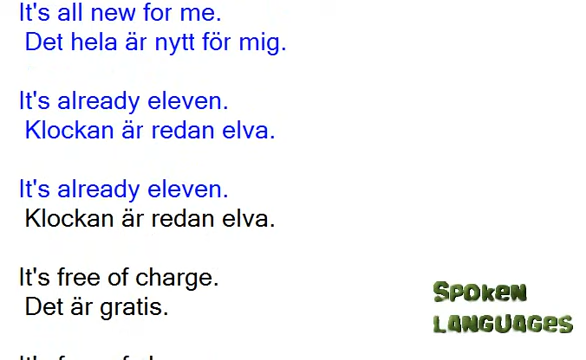 It's all new for me.
Det hela är nytt för mig.
It's already eleven.
Klockan är redan elva.
It's already eleven.
Klockan är redan elva.
It's free of charge.
Det är gratis.
Spoken
Languages